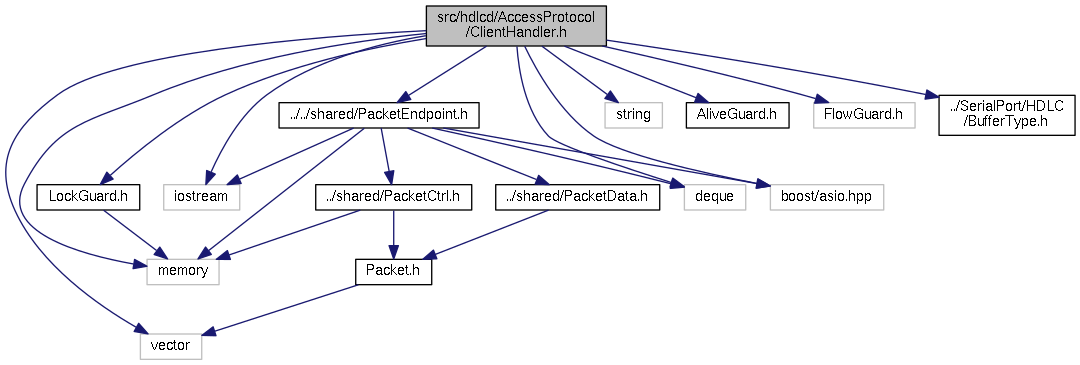 src/hdlcd/AccessProtocol
/ClientHandler.h
../../shared/PacketEndpoint.h
string
AliveGuard.h
FlowGuard.h
../SerialPort/HDLC
/BufferType.h
LockGuard.h
iostream
../shared/PacketCtrl.h
../shared/PacketData.h
deque
boost/asio.hpp
memory
Packet.h
vector